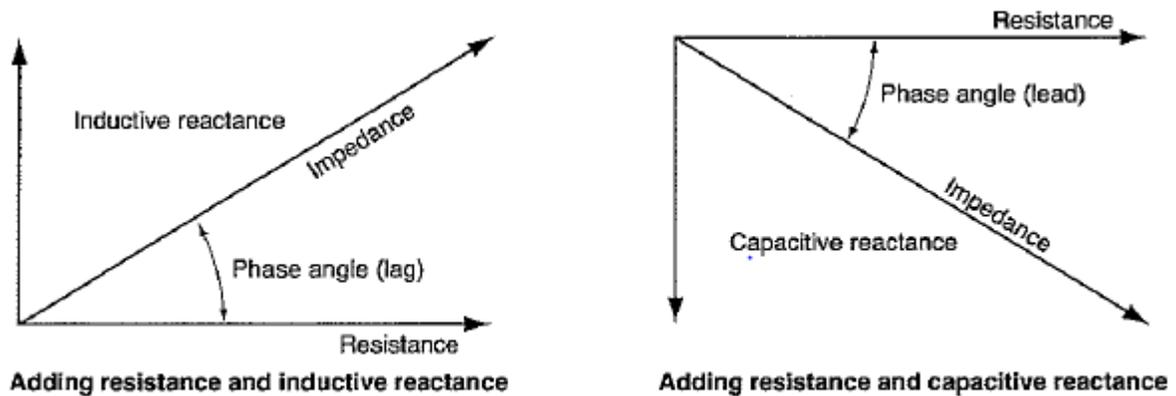 Inductive reactance
Impedance
Phase angle (lag)
Resistance
Adding resistance and inductive reactance
Resistance
Phase angle (lead)
Impedance
Capacitive reactance
Adding resistance and capacitive reactance